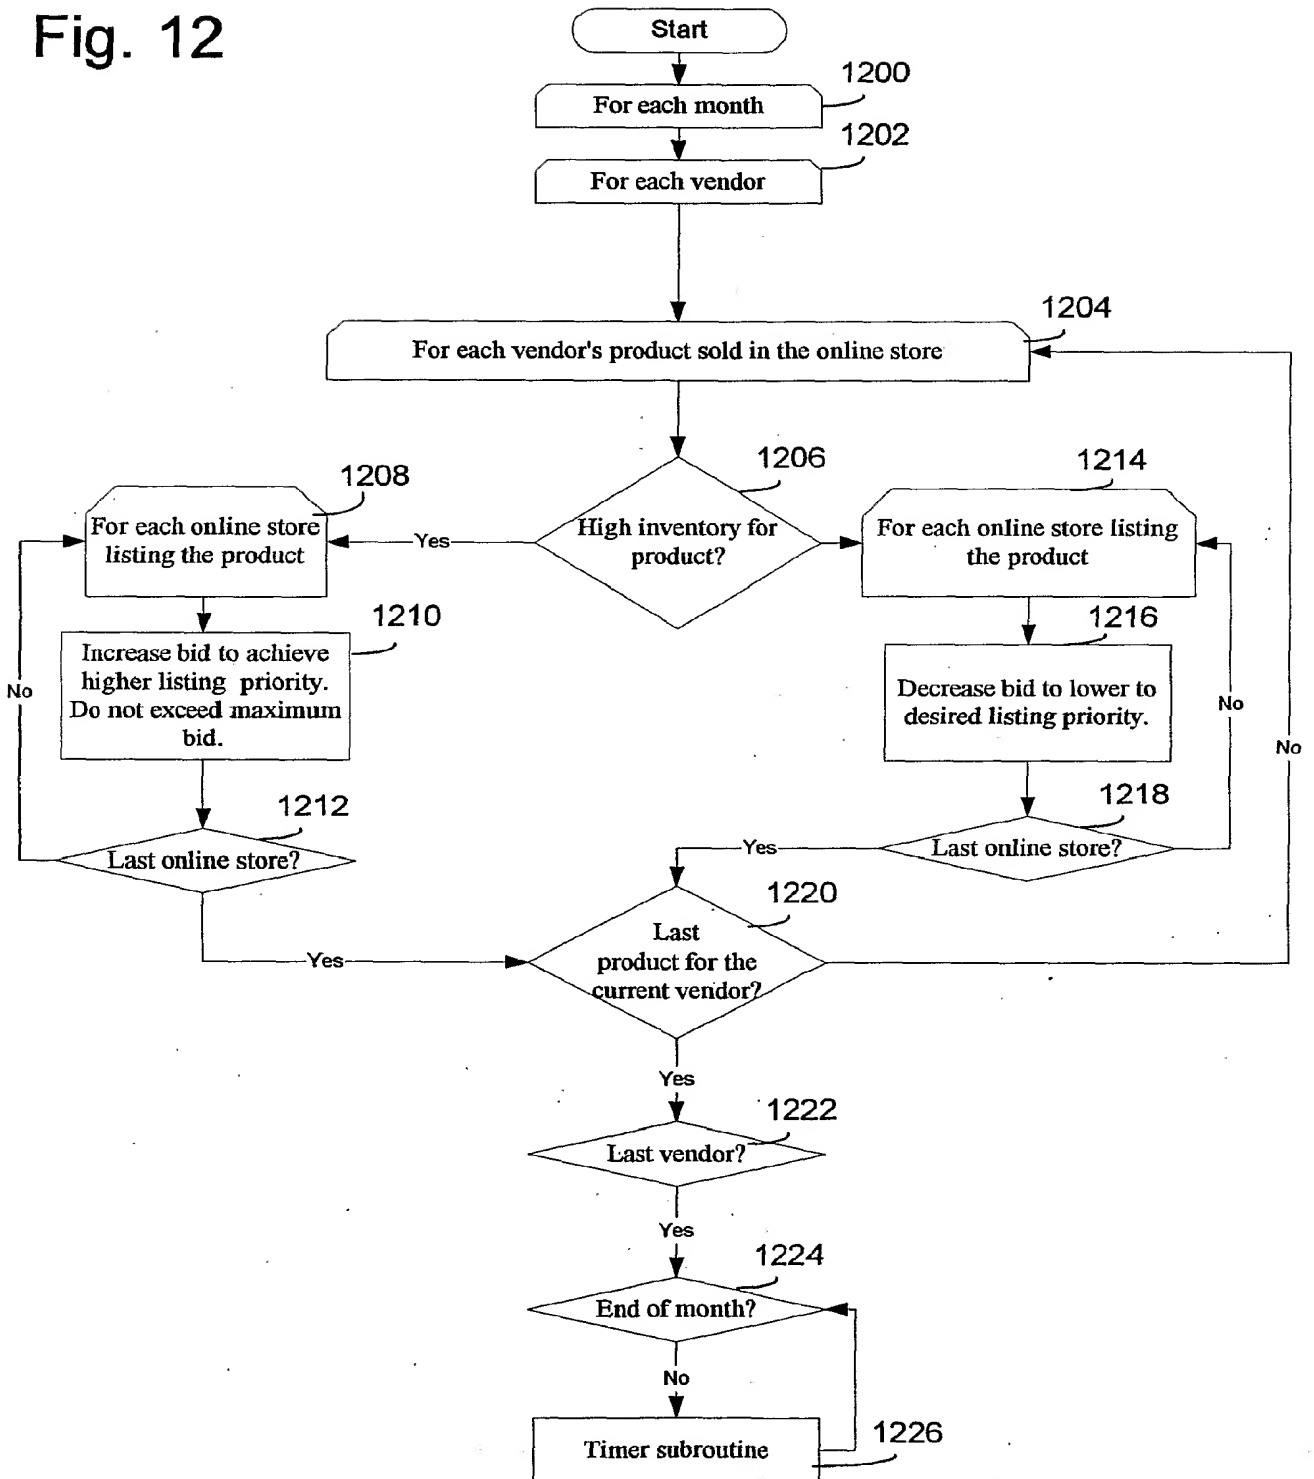 Fig. 12
Start
1200
For each month
1202
For each vendor
1204
For each vendor's product sold in the online store
1206
High inventory for
product?
1208
For each online store
listing the product
Yes
1214
For each online store listing
the product
1210
Increase bid to achieve
higher listing priority.
Do not exceed maximum
bid.
No
1216
Decrease bid to lower to
desired listing priority.
No
No
1212
Last online store?
1218
Last online store?
Yes
1220
Last
product for the
current vendor?
Yes
Yes
1222
Last vendor?
Yes
1224
End of month?
No
1226
Timer subroutine